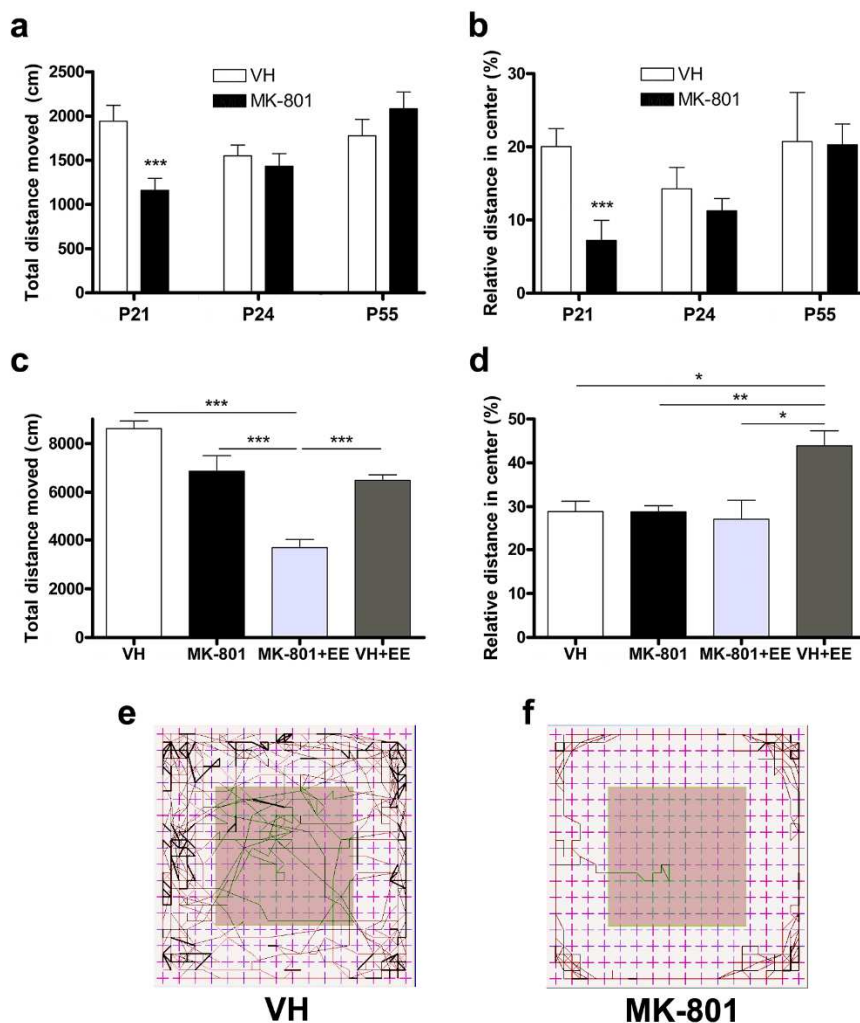 a
Total distance moved (cm)
2500
2000
1500
1000
500
0
VH
MK-801
***
P21
P24
P55
b
Relative distance in center (%)
30
20
10
0
VH
MK-801
***
P21
P24
P55
c
Total distance moved (cm)
8000
6000
4000
2000
0
***
***
***
VH
MK-801
MK-801+EE
VH+EE
d
Relative distance in center (%)
50
40
30
20
10
0
*
**
*
VH
MK-801
MK-801+EE
VH+EE
e
VH
f
MK-801